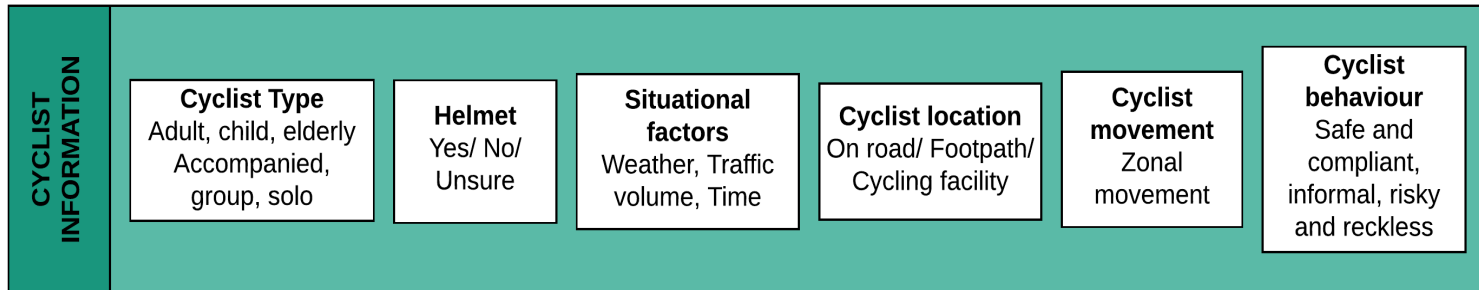 CYCLIST
INFORMATION
Cyclist Type
Adult, child, elderly
Accompanied,
group, solo
Helmet
Yes/ No/
Unsure
Situational
factors
Weather, Traffic
volume, Time
Cyclist location
On road/ Footpath/
Cycling facility
Cyclist
movement
Zonal
movement
Cyclist
behaviour
Safe and
compliant,
informal, risky
and reckless